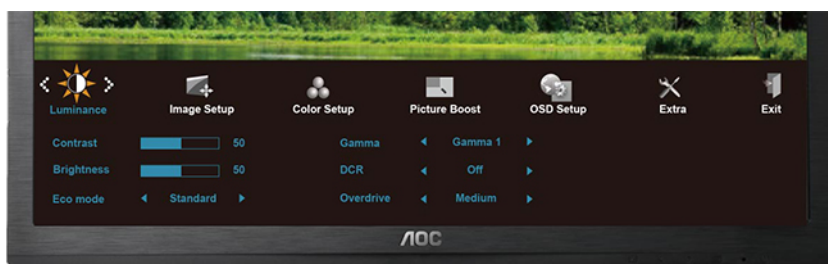 Luminance Image Setup Color Setup Picture Boost OSD Setup Extra Exit
Contrast 50 Gamma Gamma 1
Brightness 50 DCR Off
Eco mode Standard Overdrive Medium
AOC